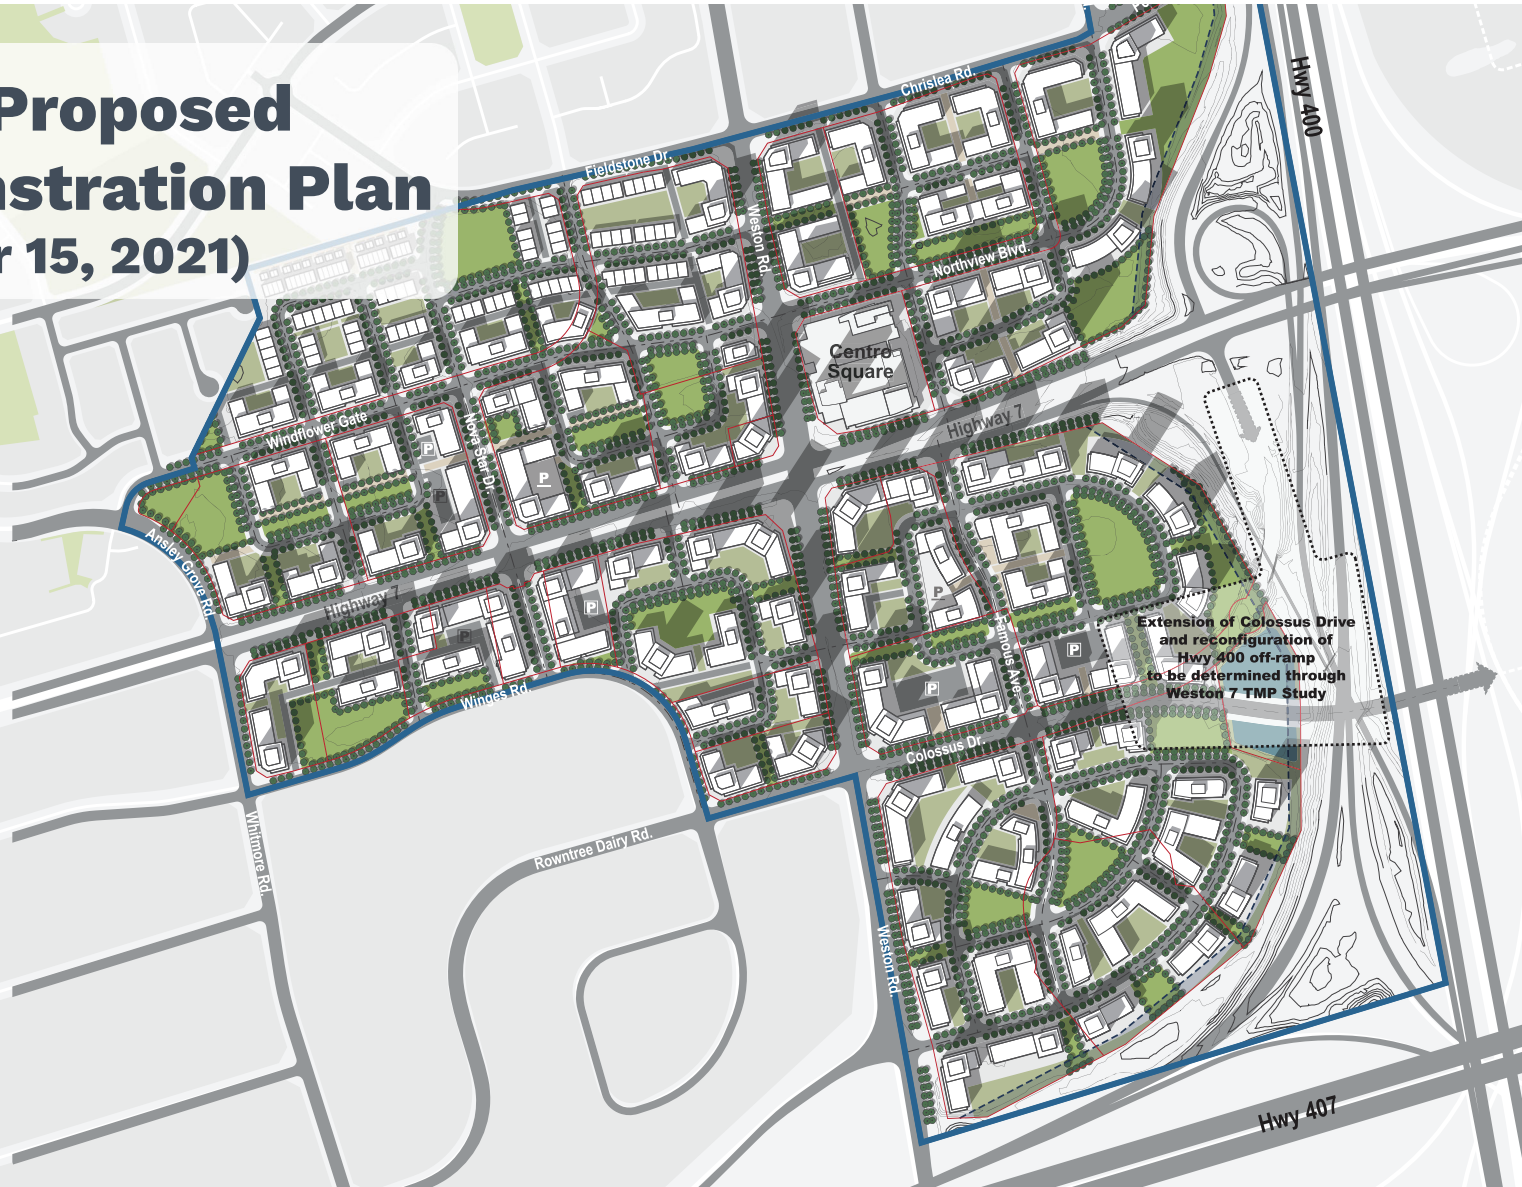 Proposed
nstration Plan
r 15, 2021)
Chrislea Rd.
Hwy 400
Fieldstone Dr.
Weston Rd.
Northview Blvd.
Centro
Square
Highway 7
Windflower Gate
Nova Star Dr.
P
P
P
Ansley Grove Rd.
Highway 7
P
P
P
Famous Ave.
P
P
Extension of Colossus Drive
and reconfiguration of
Hwy 400 off-ramp
to be determined through
Weston 7 TMP Study
Winges Rd.
Colossus Dr.
Whitmore Rd.
Rowntree Dairy Rd.
Weston Rd.
Hwy 407